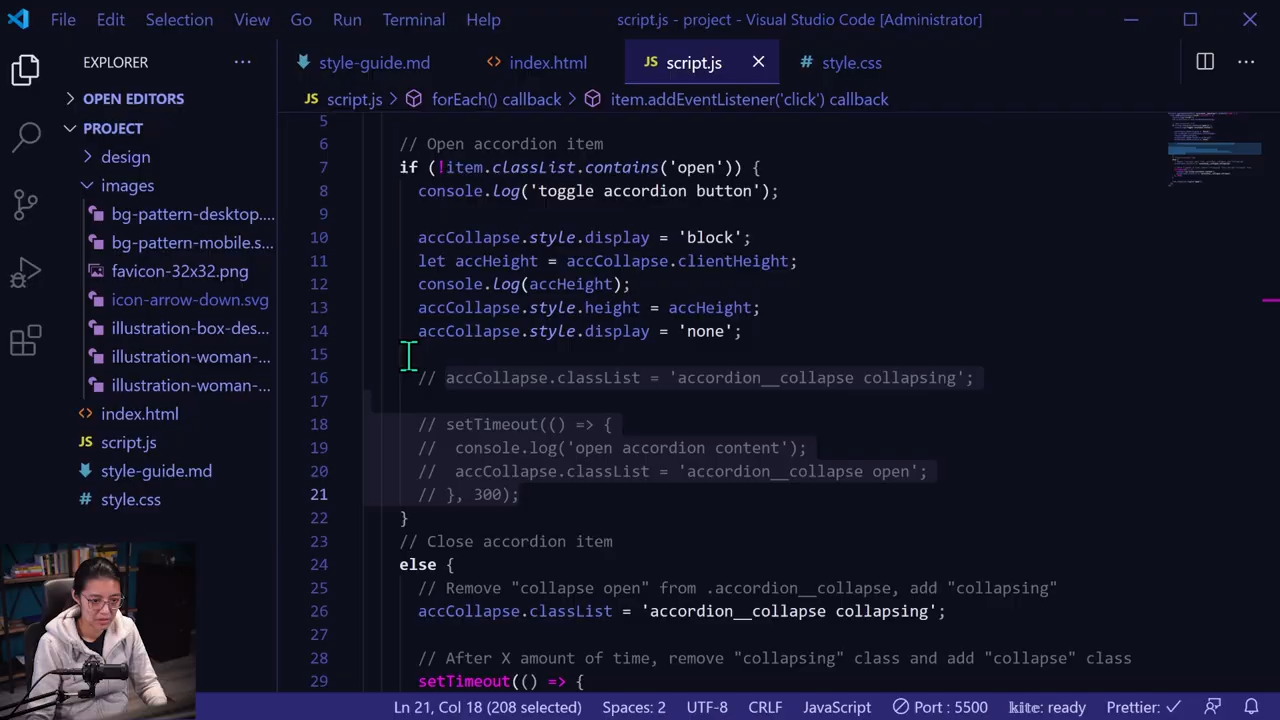 File Edit Selection View Go Run Terminal Help script.js - project - Visual Studio Code [Administrator]
EXPLORER
OPEN EDITORS
PROJECT
design
images
bg-pattern-desktop....
bg-pattern-mobile.s...
favicon-32x32.png
icon-arrow-down.svg
illustration-box-des...
illustration-woman-...
illustration-woman-...
index.html
script.js
style-guide.md
style.css
style-guide.md index.html JS script.js style.css
JS script.js > forEach() callback > item.addEventListener('click') callback
5
6 // Open accordion item
7 if (!item.classList.contains('open')) {
8 console.log('toggle accordion button');
9
10 accCollapse.style.display = 'block';
11 let accHeight = accCollapse.clientHeight;
12 console.log(accHeight);
13 accCollapse.style.height = accHeight;
14 accCollapse.style.display = 'none';
15
16 // accCollapse.classList = 'accordion__collapse collapsing';
17
18 // setTimeout(() => {
19 //  console.log('open accordion content');
20 //  accCollapse.classList = 'accordion__collapse open';
21 // }, 300);
22 }
23 // Close accordion item
24 else {
25 // Remove "collapse open" from .accordion__collapse, add "collapsing"
26 accCollapse.classList = 'accordion__collapse collapsing';
27
28 // After X amount of time, remove "collapsing" class and add "collapse" class
29 setTimeout(() => {
Ln 21, Col 18 (208 selected) Spaces: 2 UTF-8 CRLF JavaScript Port : 5500 kite: ready Prettier: ✓